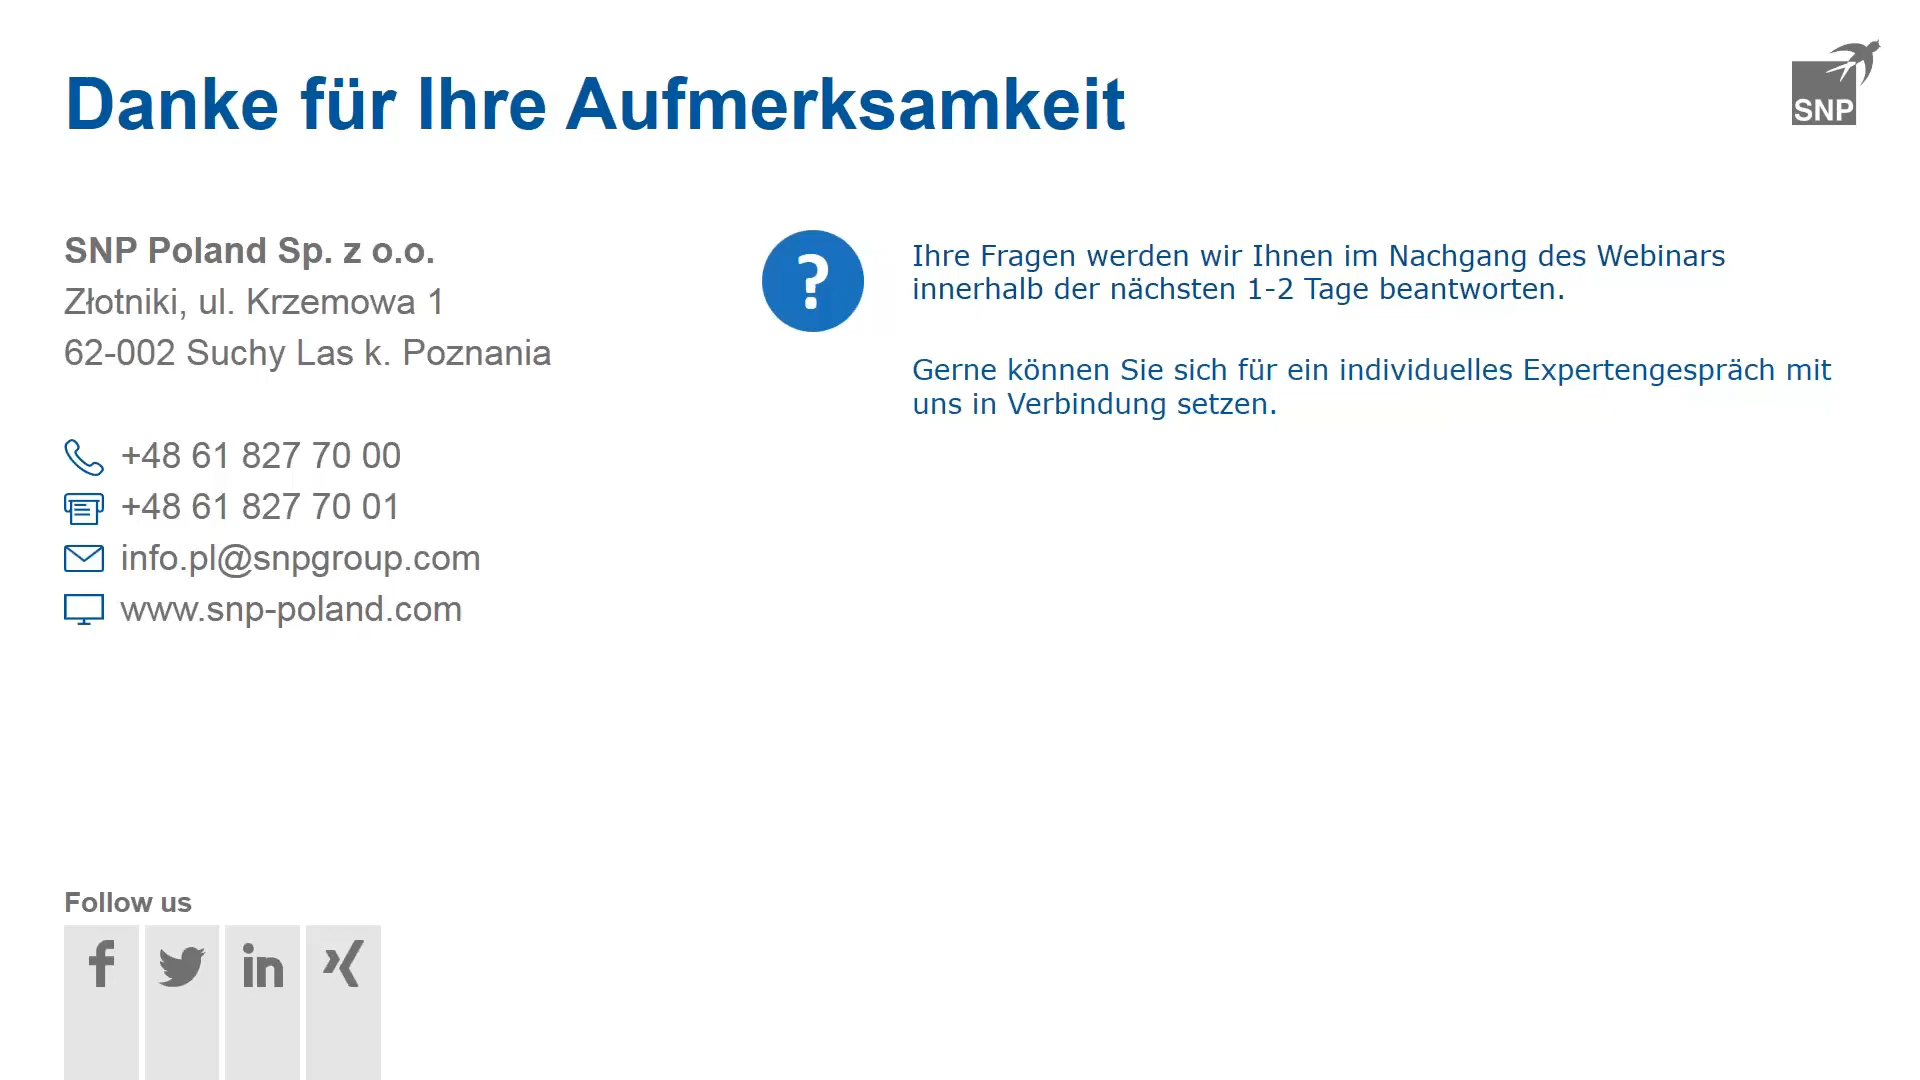 Danke für Ihre Aufmerksamkeit
SNP
SNP Poland Sp. z o.o.
Złotniki, ul. Krzemowa 1
62-002 Suchy Las k. Poznania
+48 61 827 70 00
+48 61 827 70 01
info.pl@snpgroup.com
www.snp-poland.com
?
Ihre Fragen werden wir Ihnen im Nachgang des Webinars
innerhalb der nächsten 1-2 Tage beantworten.
Gerne können Sie sich für ein individuelles Expertengespräch mit
uns in Verbindung setzen.
Follow us